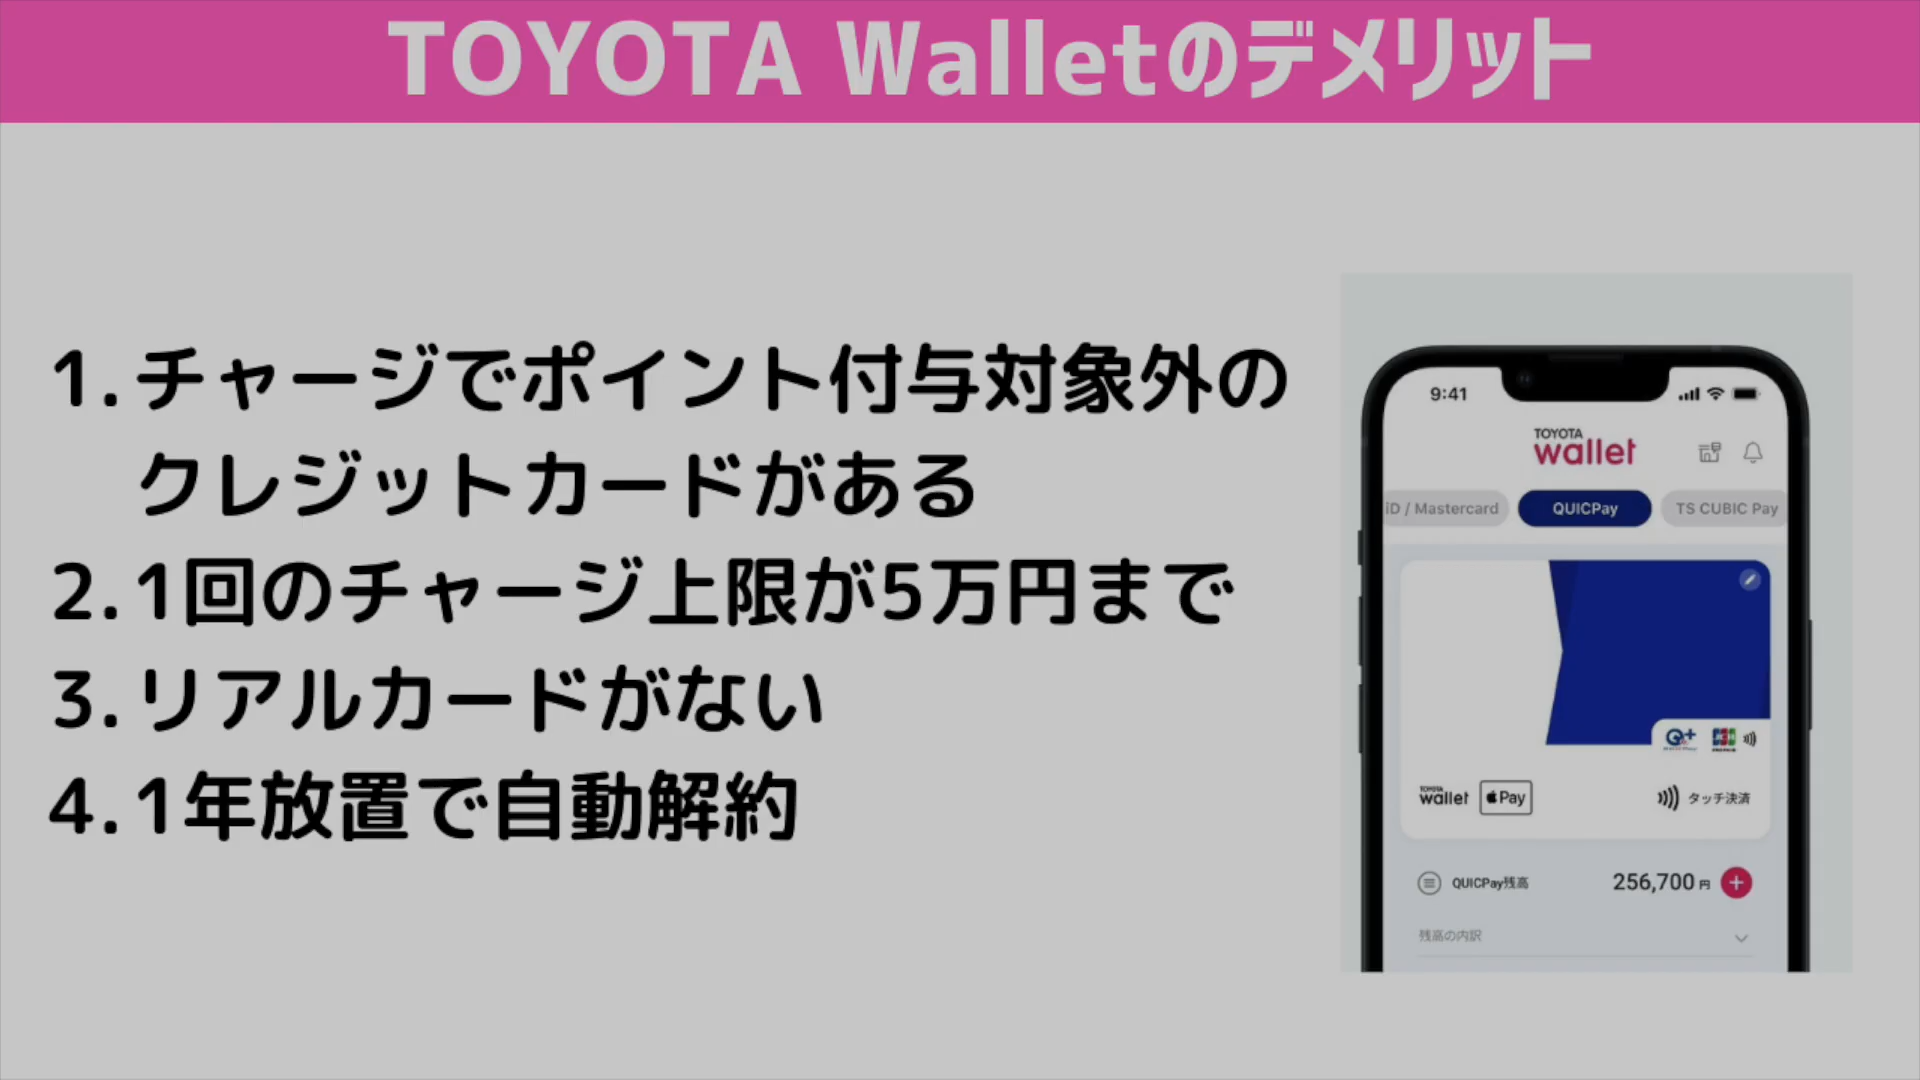 TOYOTA Walletのデメリット
1.チャージでポイント付与対象外の
クレジットカードがある
2.1回のチャージ上限が5万円まで
3.リアルカードがない
4.1年放置で自動解約
9:41
TOYOTA
wallet
iD / Mastercard QUICPay TS CUBIC Pay
Q+ JCB
TOYOTA
wallet Pay タッチ決済
QUICPay残高 256,700 円
残高の内訳